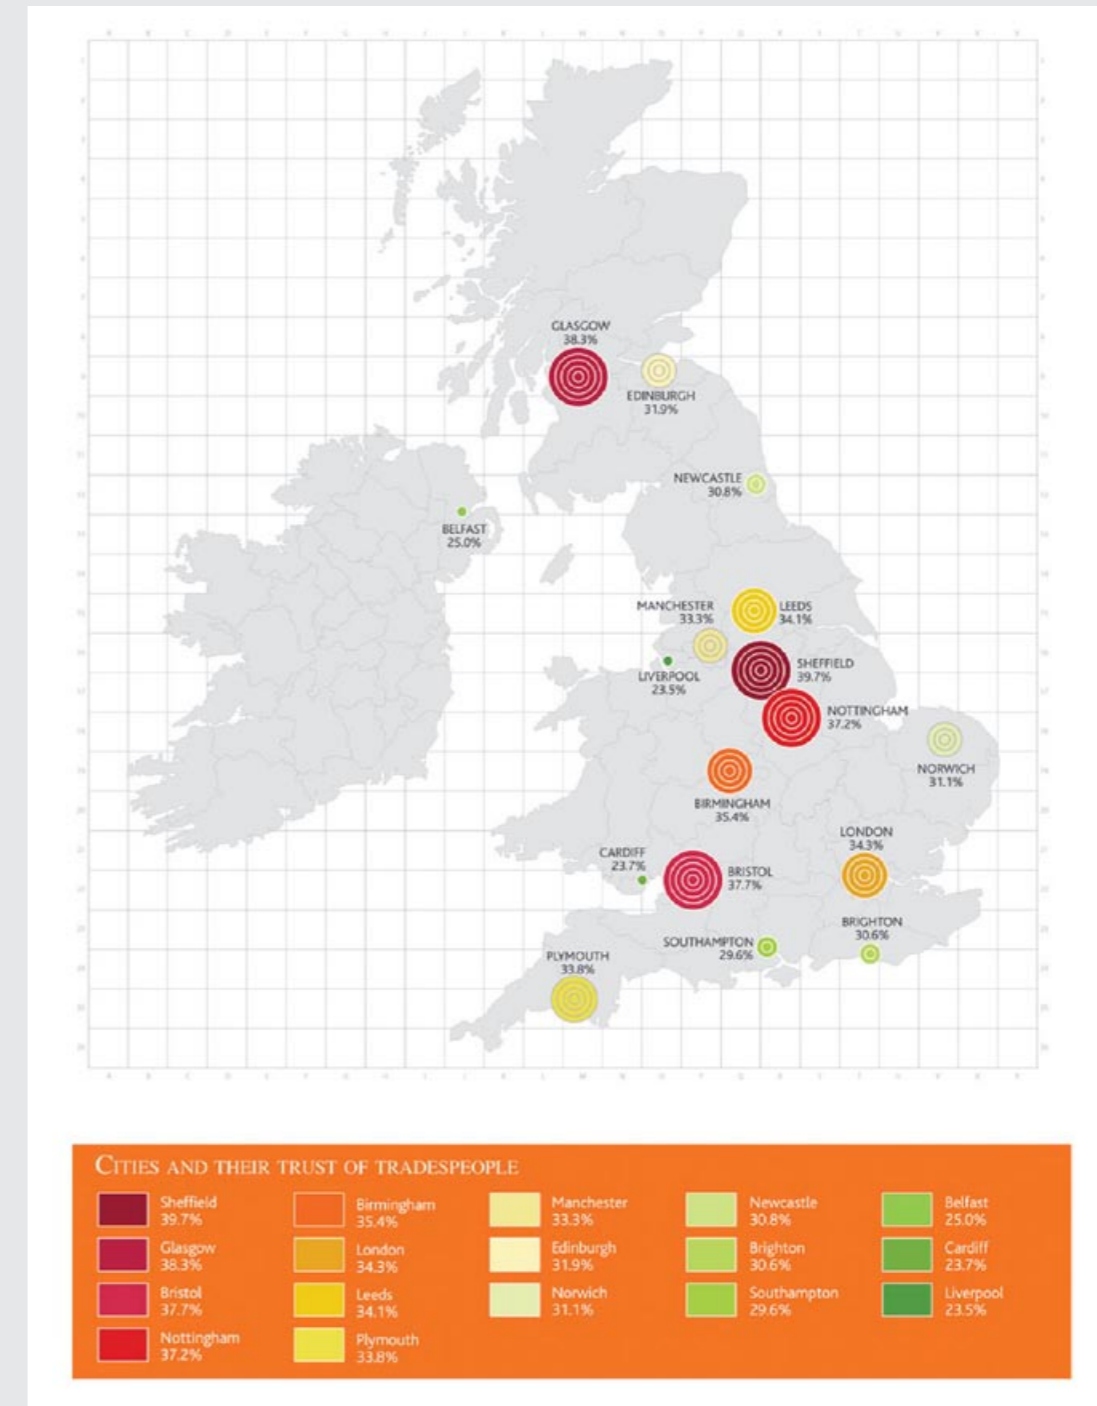 GLASGOW
38.3%
EDINBURGH
31.9%
NEWCASTLE
30.8%
BELFAST
25.0%
MANCHESTER
33.3%
LEEDS
34.1%
LIVERPOOL
23.5%
SHEFFIELD
39.7%
NOTTINGHAM
37.2%
NORWICH
31.1%
BIRMINGHAM
35.4%
LONDON
34.3%
CARDIFF
23.7%
BRISTOL
37.7%
BRIGHTON
30.6%
SOUTHAMPTON
29.6%
PLYMOUTH
33.8%
CITIES AND THEIR TRUST OF TRADESPEOPLE
Sheffield
39.7%
Glasgow
38.3%
Bristol
37.7%
Nottingham
37.2%
Birmingham
35.4%
London
34.3%
Leeds
34.1%
Plymouth
33.8%
Manchester
33.3%
Edinburgh
31.9%
Norwich
31.1%
Newcastle
30.8%
Brighton
30.6%
Southampton
29.6%
Belfast
25.0%
Cardiff
23.7%
Liverpool
23.5%